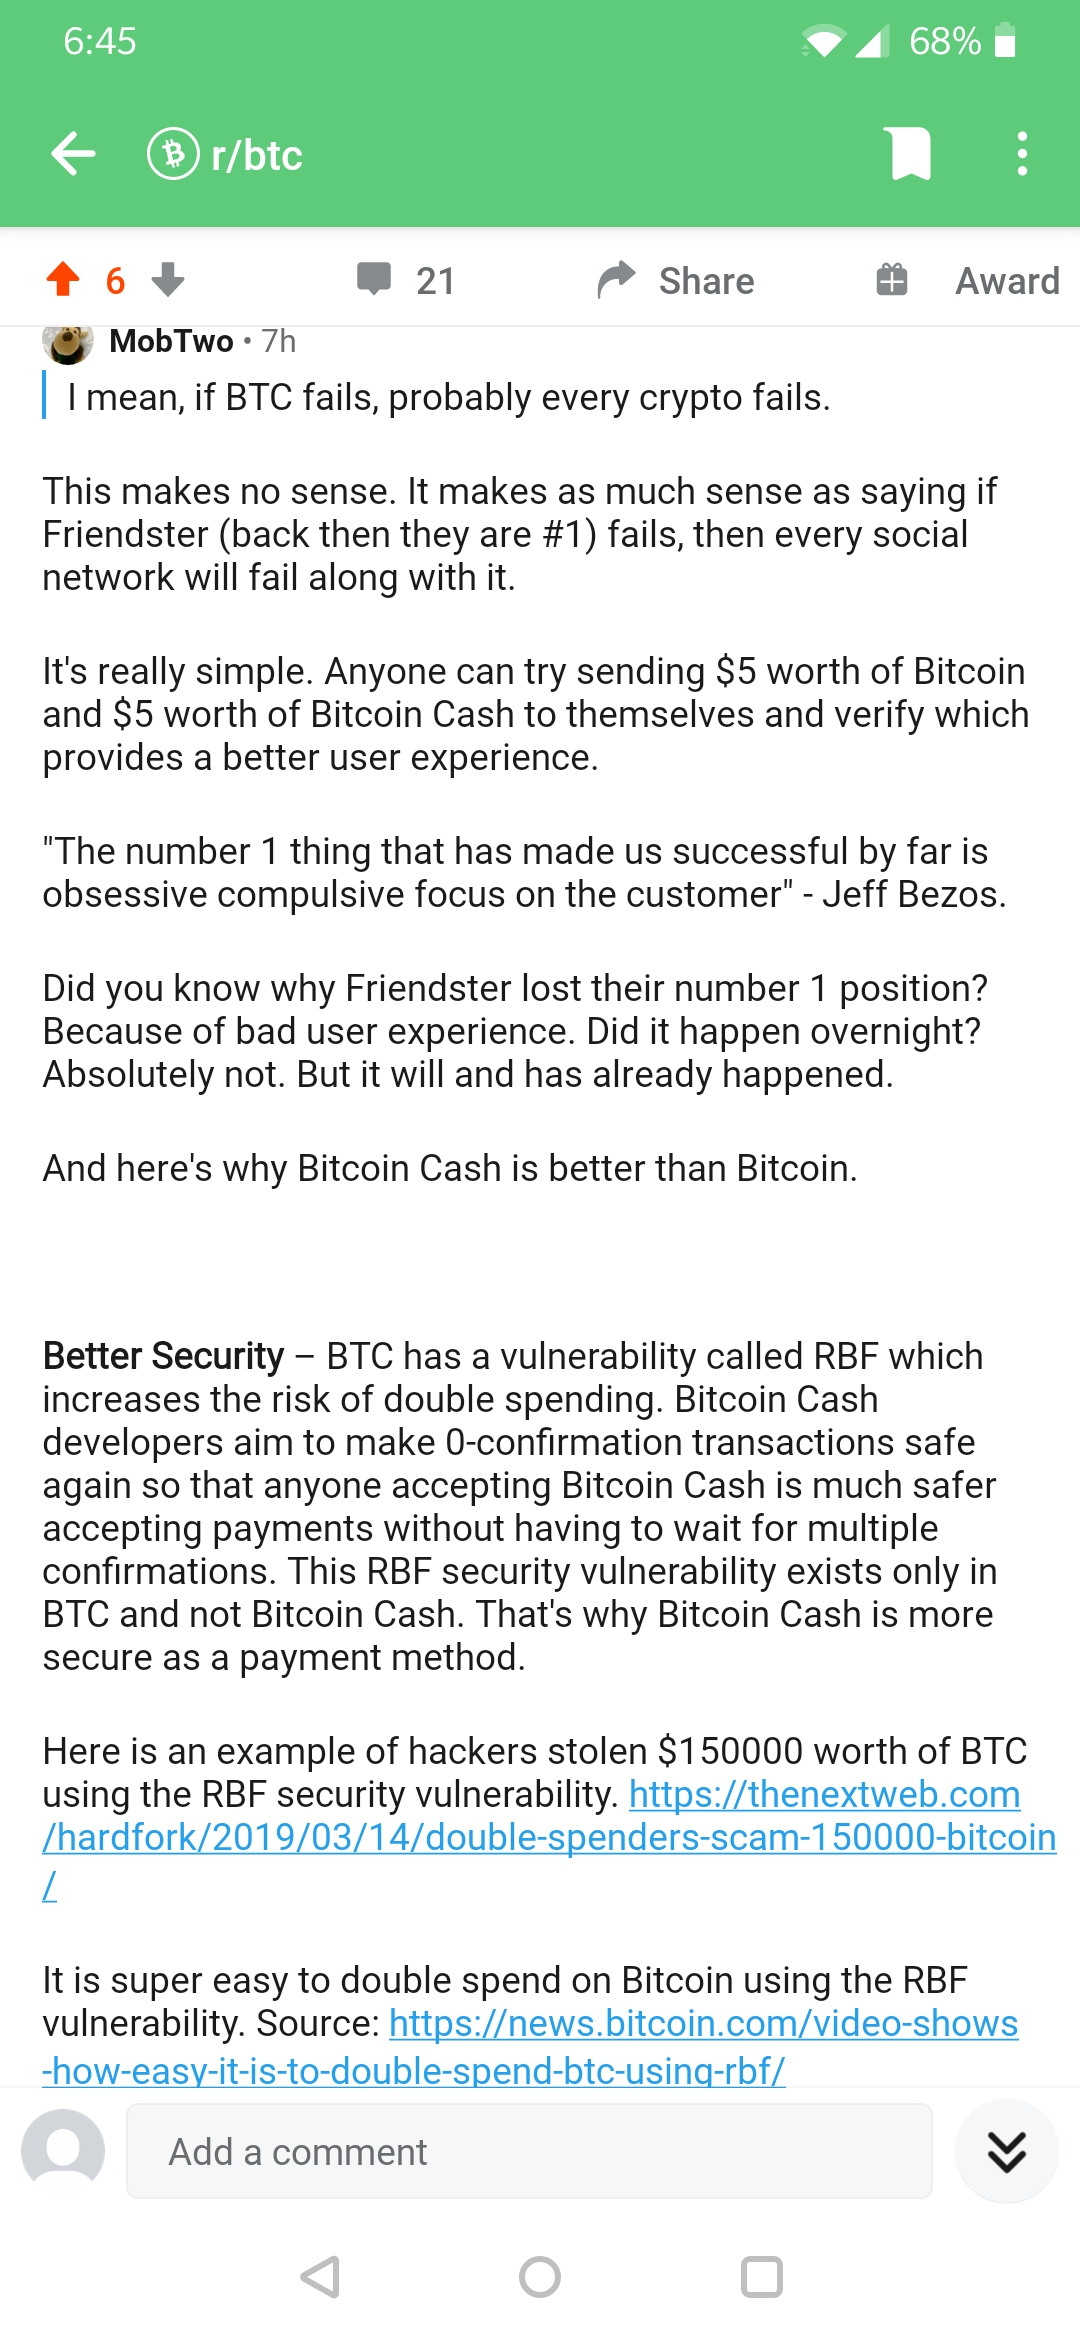 6:45
68%
r/btc
6
21
Share
Award
MobTwo • 7h
I mean, if BTC fails, probably every crypto fails.
This makes no sense. It makes as much sense as saying if
Friendster (back then they are #1) fails, then every social
network will fail along with it.
It's really simple. Anyone can try sending $5 worth of Bitcoin
and $5 worth of Bitcoin Cash to themselves and verify which
provides a better user experience.
"The number 1 thing that has made us successful by far is
obsessive compulsive focus on the customer" - Jeff Bezos.
Did you know why Friendster lost their number 1 position?
Because of bad user experience. Did it happen overnight?
Absolutely not. But it will and has already happened.
And here's why Bitcoin Cash is better than Bitcoin.
Better Security – BTC has a vulnerability called RBF which
increases the risk of double spending. Bitcoin Cash
developers aim to make 0-confirmation transactions safe
again so that anyone accepting Bitcoin Cash is much safer
accepting payments without having to wait for multiple
confirmations. This RBF security vulnerability exists only in
BTC and not Bitcoin Cash. That's why Bitcoin Cash is more
secure as a payment method.
Here is an example of hackers stolen $150000 worth of BTC
using the RBF security vulnerability. https://thenextweb.com
/hardfork/2019/03/14/double-spenders-scam-150000-bitcoin
/
It is super easy to double spend on Bitcoin using the RBF
vulnerability. Source: https://news.bitcoin.com/video-shows
-how-easy-it-is-to-double-spend-btc-using-rbf/
Add a comment